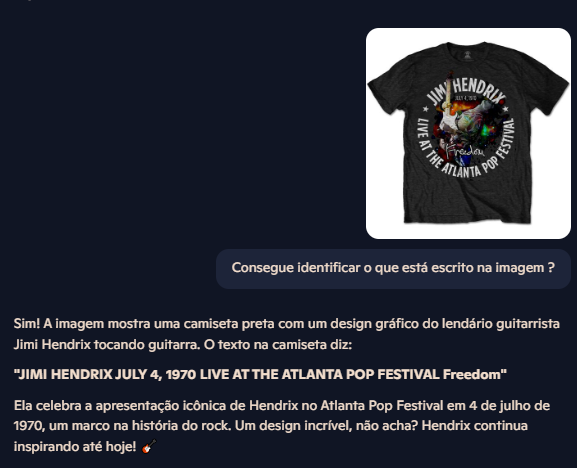 JIMI HENDRIX
JULY 4, 1970
LIVE AT THE ATLANTA POP FESTIVAL
Freedom
Consegue identificar o que está escrito na imagem ?
Sim! A imagem mostra uma camiseta preta com um design gráfico do lendário guitarrista
Jimi Hendrix tocando guitarra. O texto na camiseta diz:
"JIMI HENDRIX JULY 4, 1970 LIVE AT THE ATLANTA POP FESTIVAL Freedom"
Ela celebra a apresentação icônica de Hendrix no Atlanta Pop Festival em 4 de julho de
1970, um marco na história do rock. Um design incrível, não acha? Hendrix continua
inspirando até hoje! 🎸